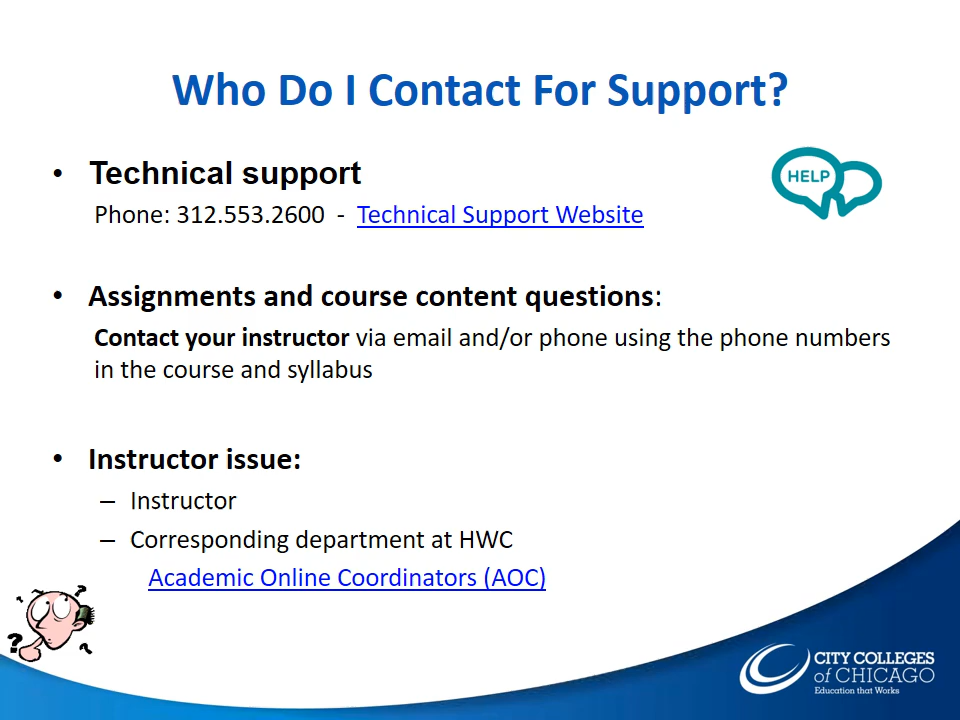 Who Do I Contact For Support?
• Technical support
HELP
Phone: 312.553.2600 - Technical Support Website
• Assignments and course content questions:
Contact your instructor via email and/or phone using the phone numbers
in the course and syllabus
• Instructor issue:
– Instructor
– Corresponding department at HWC
Academic Online Coordinators (AOC)
? ? ? ?
CITY COLLEGES
of CHICAGO
Education that Works